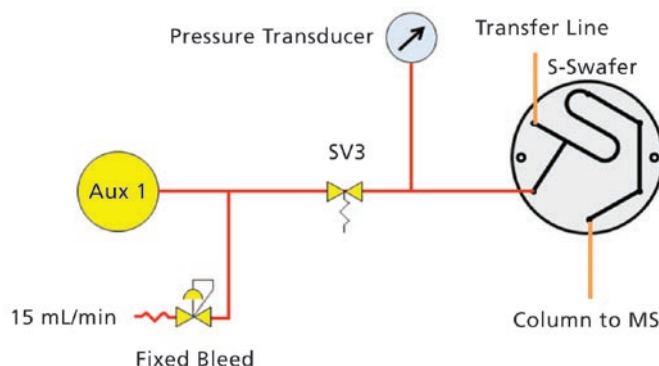 Transfer Line
Pressure Transducer
S-Swafer
SV3
Aux 1
15 mL/min
Column to MS
Fixed Bleed